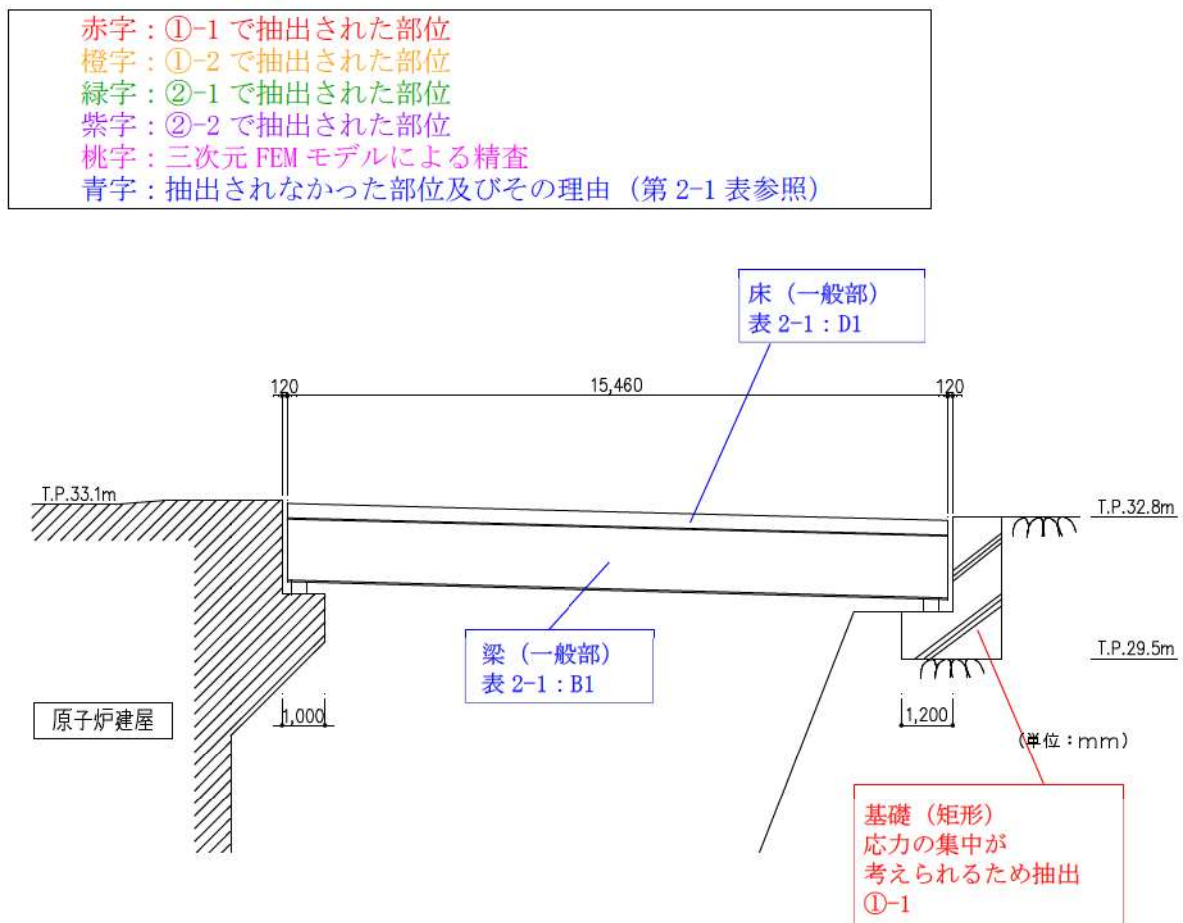 赤字：①-1 で抽出された部位
橙字：①-2 で抽出された部位
緑字：②-1 で抽出された部位
紫字：②-2 で抽出された部位
桃字：三次元 FEM モデルによる精査
青字：抽出されなかった部位及びその理由（第 2-1 表参照）
床（一般部）
表 2-1：D1
120
15,460
120
T.P.33.1m
T.P.32.8m
梁（一般部）
表 2-1：B1
T.P.29.5m
原子炉建屋
1,000
1,200
(単位：mm)
基礎（矩形）
応力の集中が
考えられるため抽出
①-1